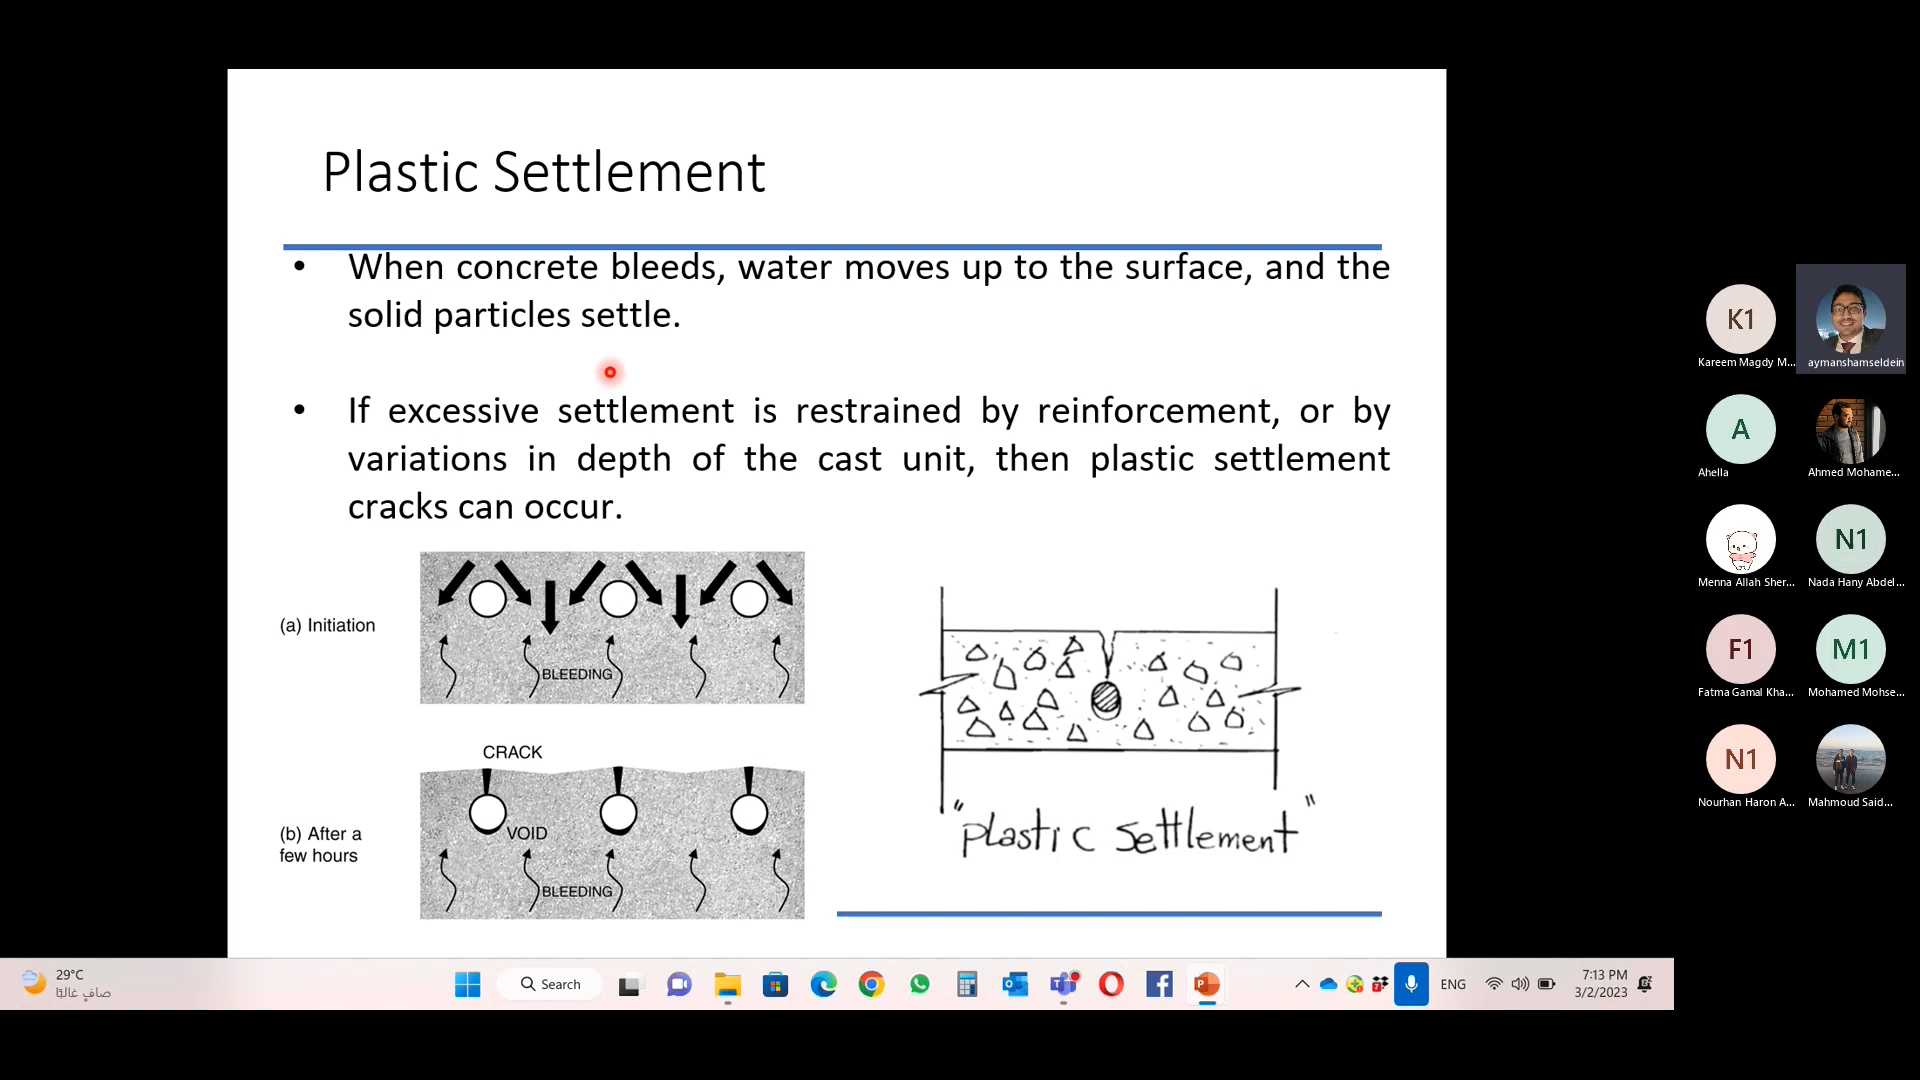 Plastic Settlement
• When concrete bleeds, water moves up to the surface, and the
solid particles settle.
• If excessive settlement is restrained by reinforcement, or by
variations in depth of the cast unit, then plastic settlement
cracks can occur.
(a) Initiation
BLEEDING
CRACK
(b) After a
few hours
VOID
BLEEDING
"Plastic Settlement"
K1
Kareem Magdy M...
aymanshamseldein
A
Ahella
Ahmed Mohame...
Menna Allah Sher...
N1
Nada Hany Abdel...
F1
Fatma Gamal Kha...
M1
Mohamed Mohse...
N1
Nourhan Haron A...
Mahmoud Said...
29°C
صافٍ غالبًا
Search
ENG
7:13 PM
3/2/2023